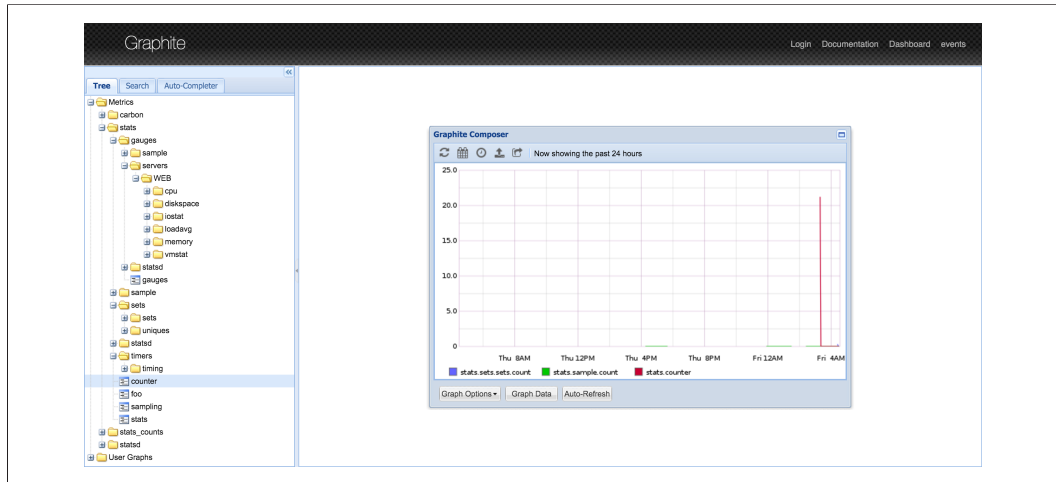 Graphite
Login Documentation Dashboard events
Tree Search Auto-Completer
Metrics
carbon
stats
gauges
sample
servers
WEB
cpu
diskspace
iostat
loadavg
memory
vmstat
statsd
gauges
sample
sets
sets
uniques
statsd
timers
timing
counter
foo
sampling
stats
stats_counts
statsd
User Graphs
Graphite Composer
Now showing the past 24 hours
25.0
20.0
15.0
10.0
5.0
0
Thu 8AM Thu 12PM Thu 4PM Thu 8PM Fri 12AM Fri 4AM
stats.sets.sets.count stats.sample.count stats.counter
Graph Options Graph Data Auto-Refresh